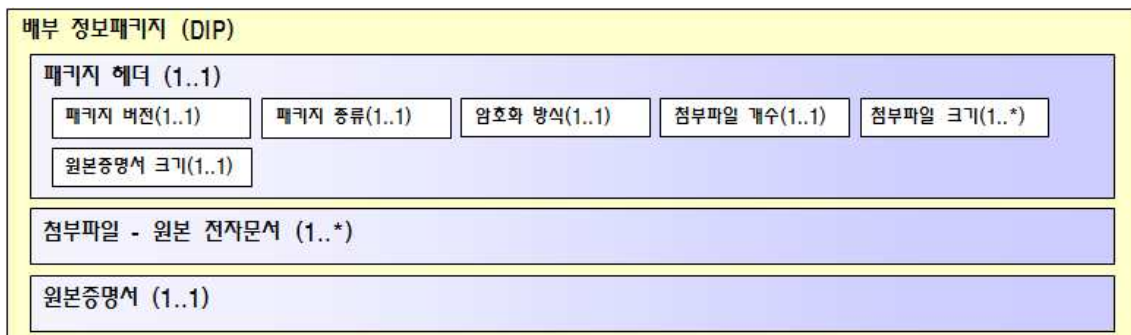 배부 정보패키지 (DIP)
패키지 헤더 (1..1)
패키지 버전(1..1) 패키지 종류(1..1) 암호화 방식(1..1) 첨부파일 개수(1..1) 첨부파일 크기(1..*)
원본증명서 크기(1..1)
첨부파일 - 원본 전자문서 (1..*)
원본증명서 (1..1)